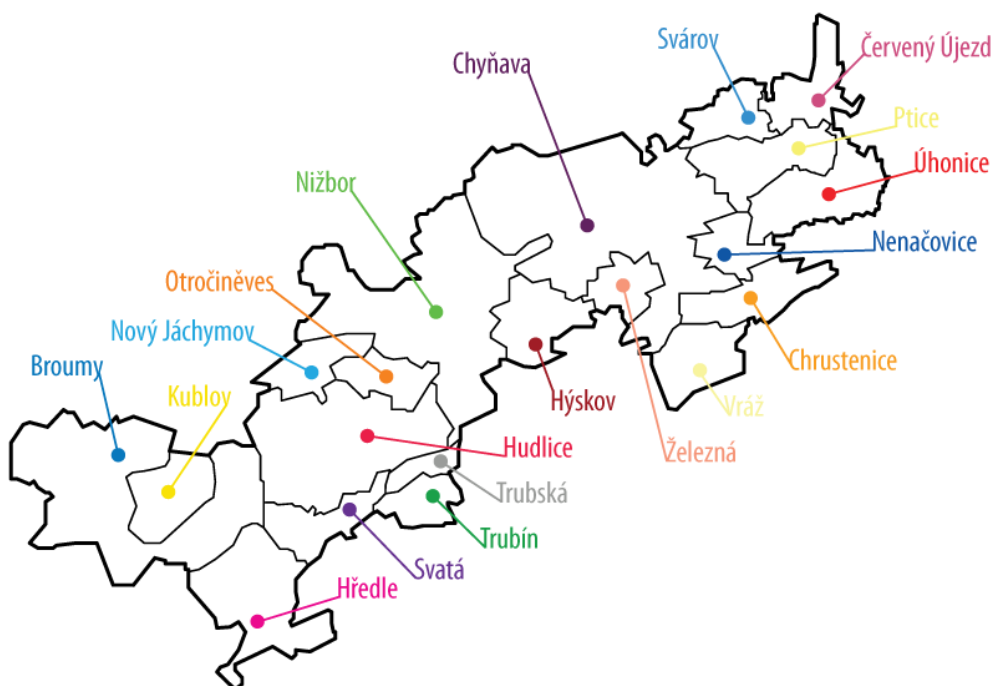 Svárov
Červený Újezd
Chyňava
Ptice
Úhonice
Nižbor
Nenačovice
Otročiněves
Nový Jáchymov
Broumy
Kublov
Chrustenice
Hýskov
Vráž
Hudlice
Železná
Trubská
Trubín
Svatá
Hředle